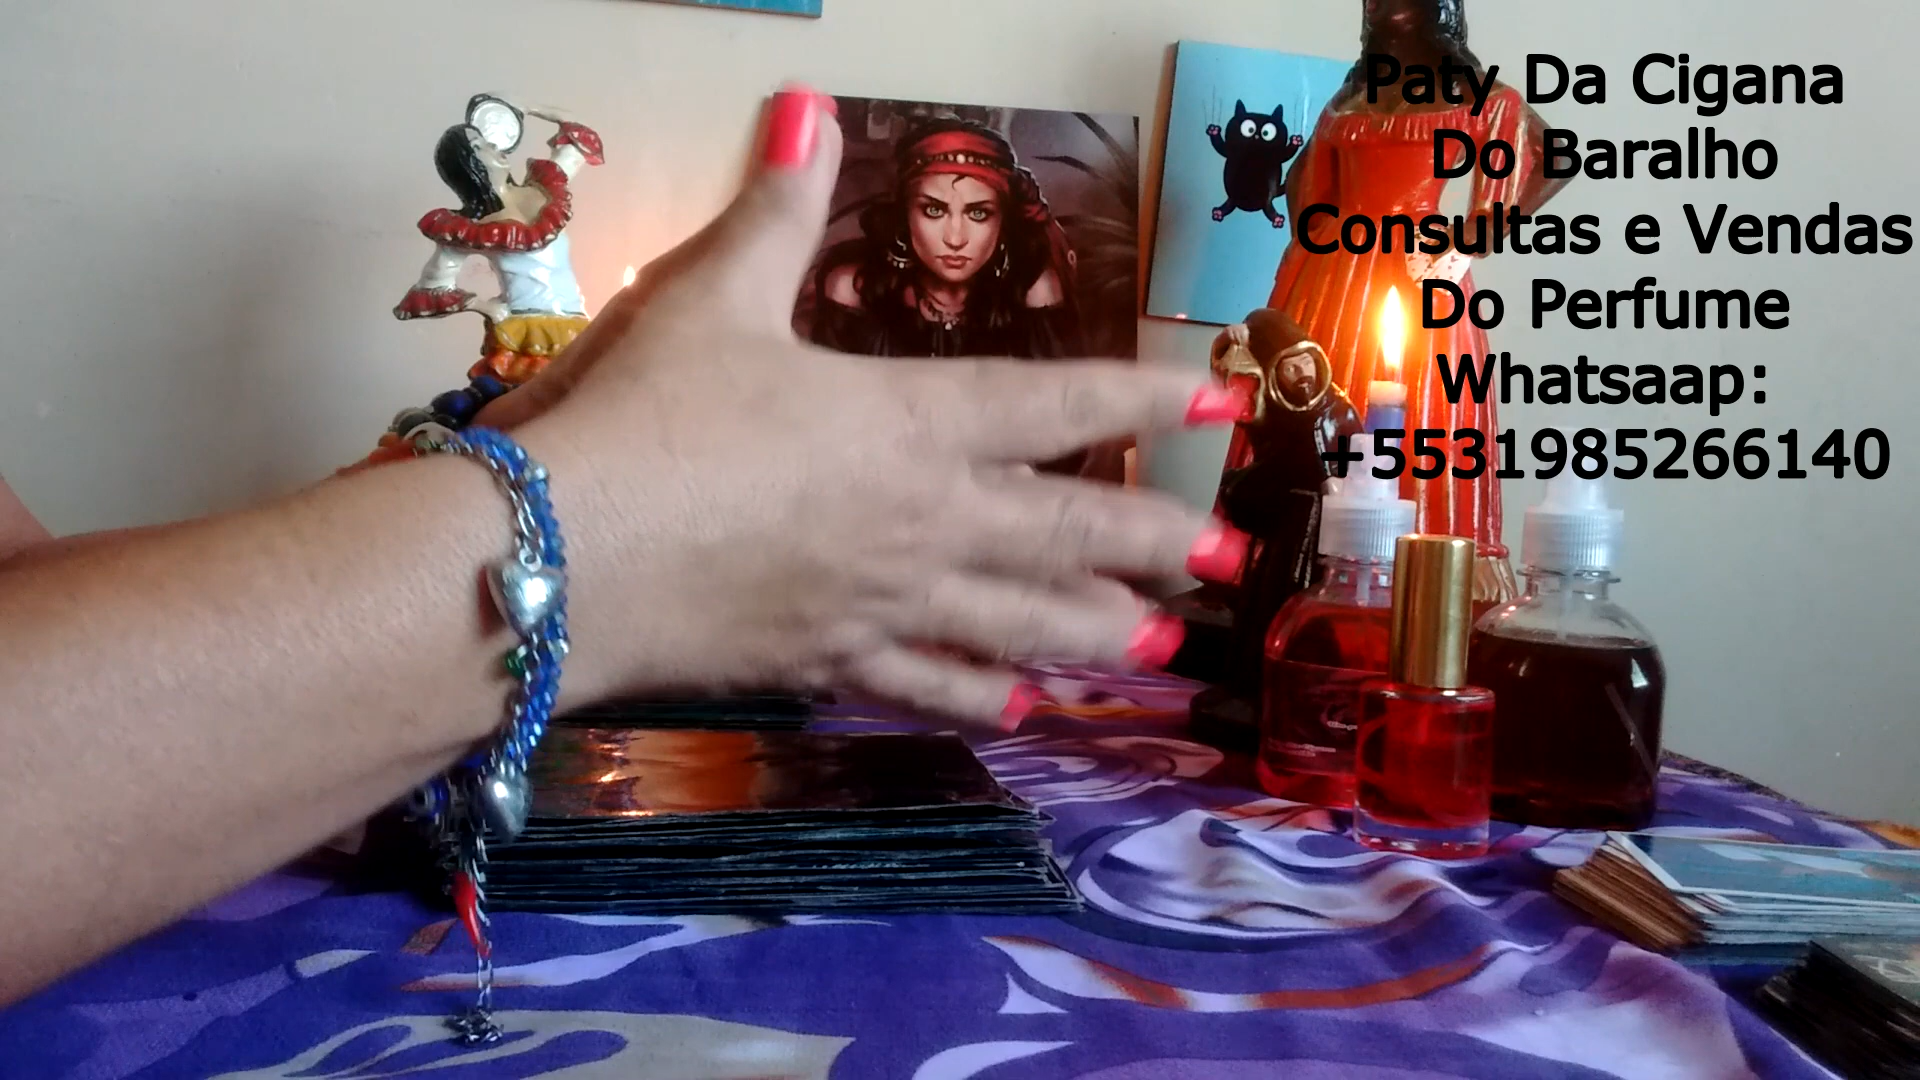 Paty Da Cigana
Do Baralho
Consultas e Vendas
Do Perfume
Whatsaap:
+5531985266140